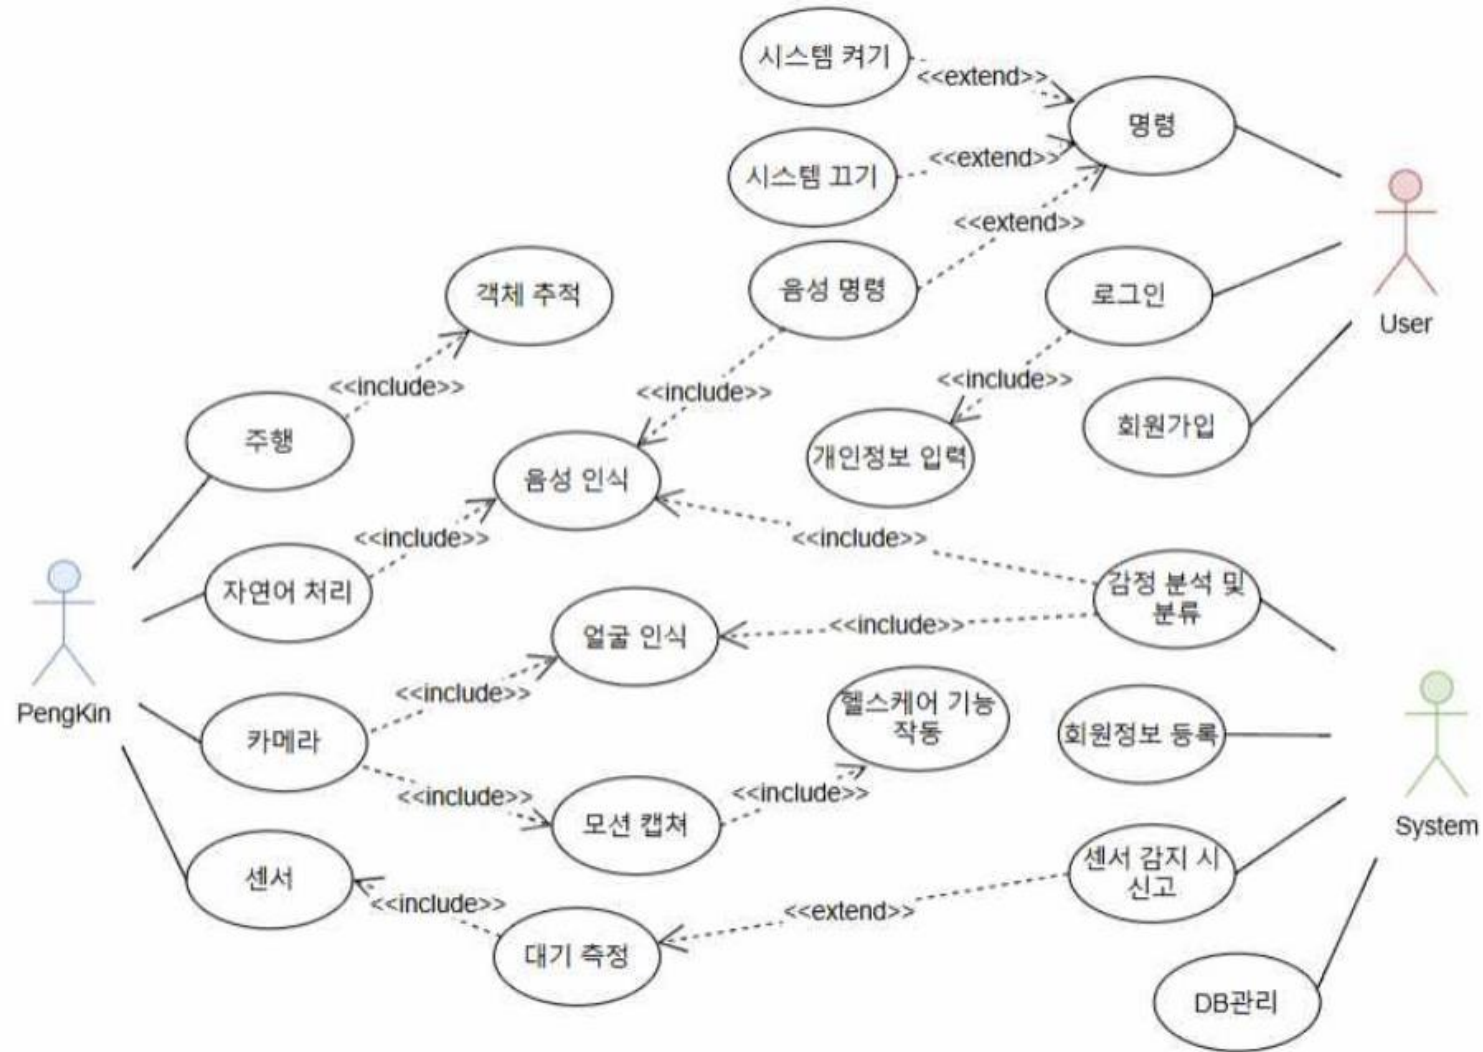 시스템 켜기
<<extend>>
명령
시스템 끄기
<<extend>>
<<extend>>
음성 명령
로그인
User
객체 추적
<<include>>
<<include>>
<<include>>
주행
회원가입
개인정보 입력
음성 인식
<<include>>
<<include>>
자연어 처리
감정 분석 및
분류
얼굴 인식
<<include>>
PengKin
<<include>>
헬스케어 기능
작동
카메라
회원정보 등록
<<include>>
<<include>>
모션 캡쳐
System
센서
센서 감지 시
신고
<<include>>
<<extend>>
대기 측정
DB관리